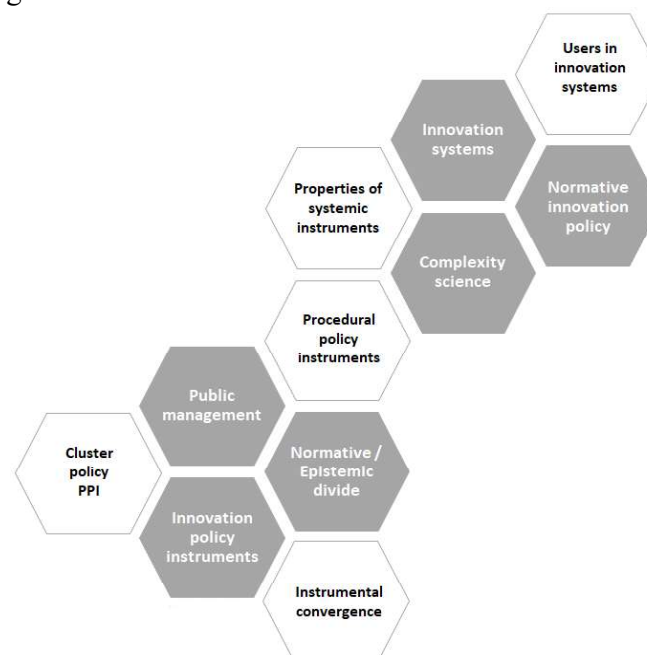 g
Users in
innovation
systems
Innovation
systems
Properties of
systemic
instruments
Normative
innovation
policy
Complexity
science
Procedural
policy
instruments
Public
management
Cluster
policy
PPI
Normative /
Epistemic
divide
Innovation
policy
instruments
Instrumental
convergence